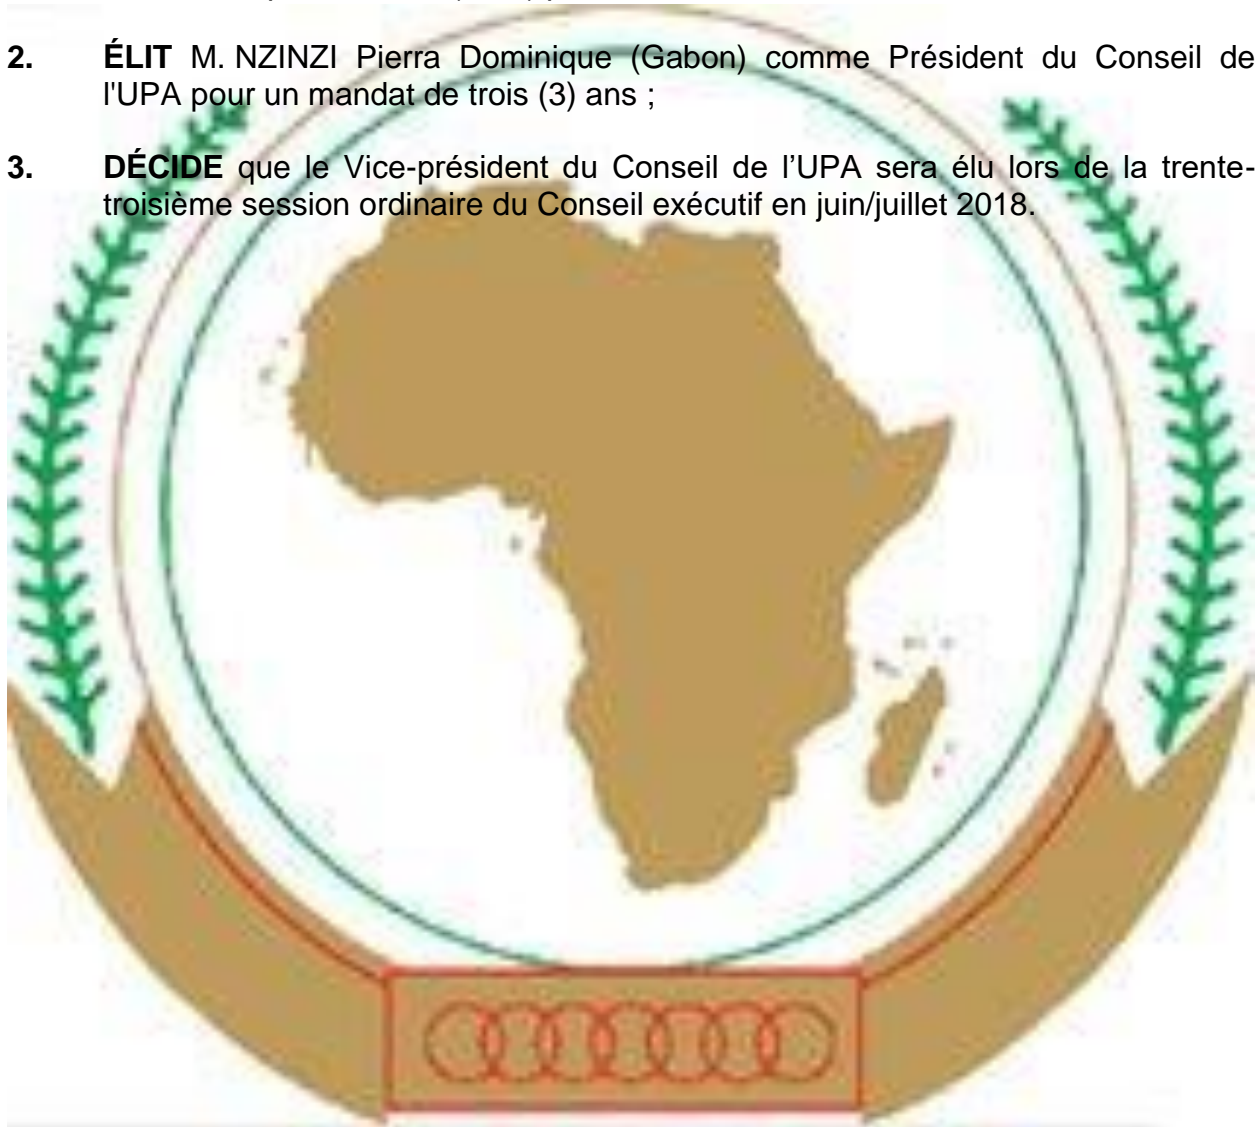 2. ÉLIT M. NZINZI Pierra Dominique (Gabon) comme Président du Conseil de
l'UPA pour un mandat de trois (3) ans ;
3. DÉCIDE que le Vice-président du Conseil de l’UPA sera élu lors de la trente-
troisième session ordinaire du Conseil exécutif en juin/juillet 2018.